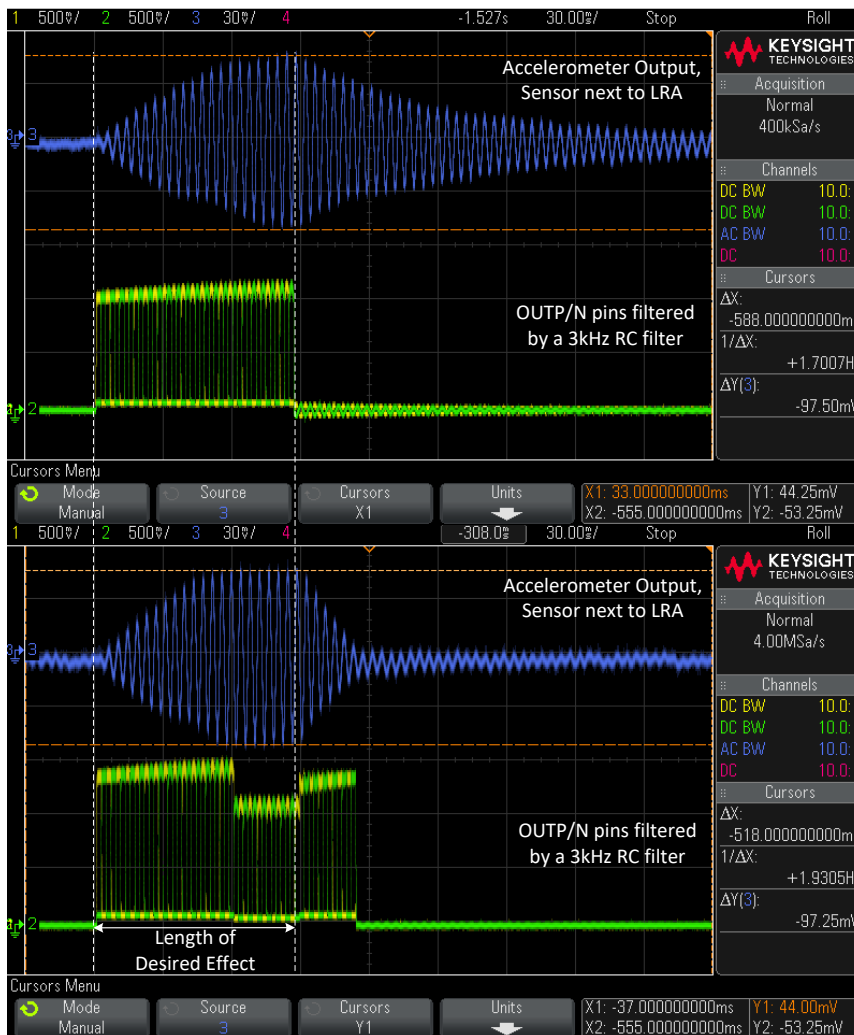 1 500mV/ 2 500mV/ 3 30mV/ 4 -1.527s 30.00ms/ Stop Roll
KEYSIGHT
TECHNOLOGIES
Accelerometer Output,
Sensor next to LRA
Acquisition
Normal
400kSa/s
3
Channels
DC BW 10.0:
DC BW 10.0:
AC BW 10.0:
DC 10.0:
Cursors
ΔX:
-588.000000000m
1/ΔX:
+1.7007H
ΔY(3):
-97.50mV
OUTP/N pins filtered
by a 3kHz RC filter
2
Cursors Menu
Mode
Manual
Source
3
Cursors
X1
Units
X1: 33.000000000ms
X2: -555.000000000ms
Y1: 44.25mV
Y2: -53.25mV
1 500mV/ 2 500mV/ 3 30mV/ 4 -308.0ms 30.00ms/ Stop Roll
KEYSIGHT
TECHNOLOGIES
Accelerometer Output,
Sensor next to LRA
Acquisition
Normal
4.00MSa/s
3
Channels
DC BW 10.0:
DC BW 10.0:
AC BW 10.0:
DC 10.0:
Cursors
ΔX:
-518.000000000m
1/ΔX:
+1.9305H
ΔY(3):
-97.25mV
OUTP/N pins filtered
by a 3kHz RC filter
2
Length of
Desired Effect
Cursors Menu
Mode
Manual
Source
3
Cursors
Y1
Units
X1: -37.000000000ms
X2: -555.000000000ms
Y1: 44.00mV
Y2: -53.25mV